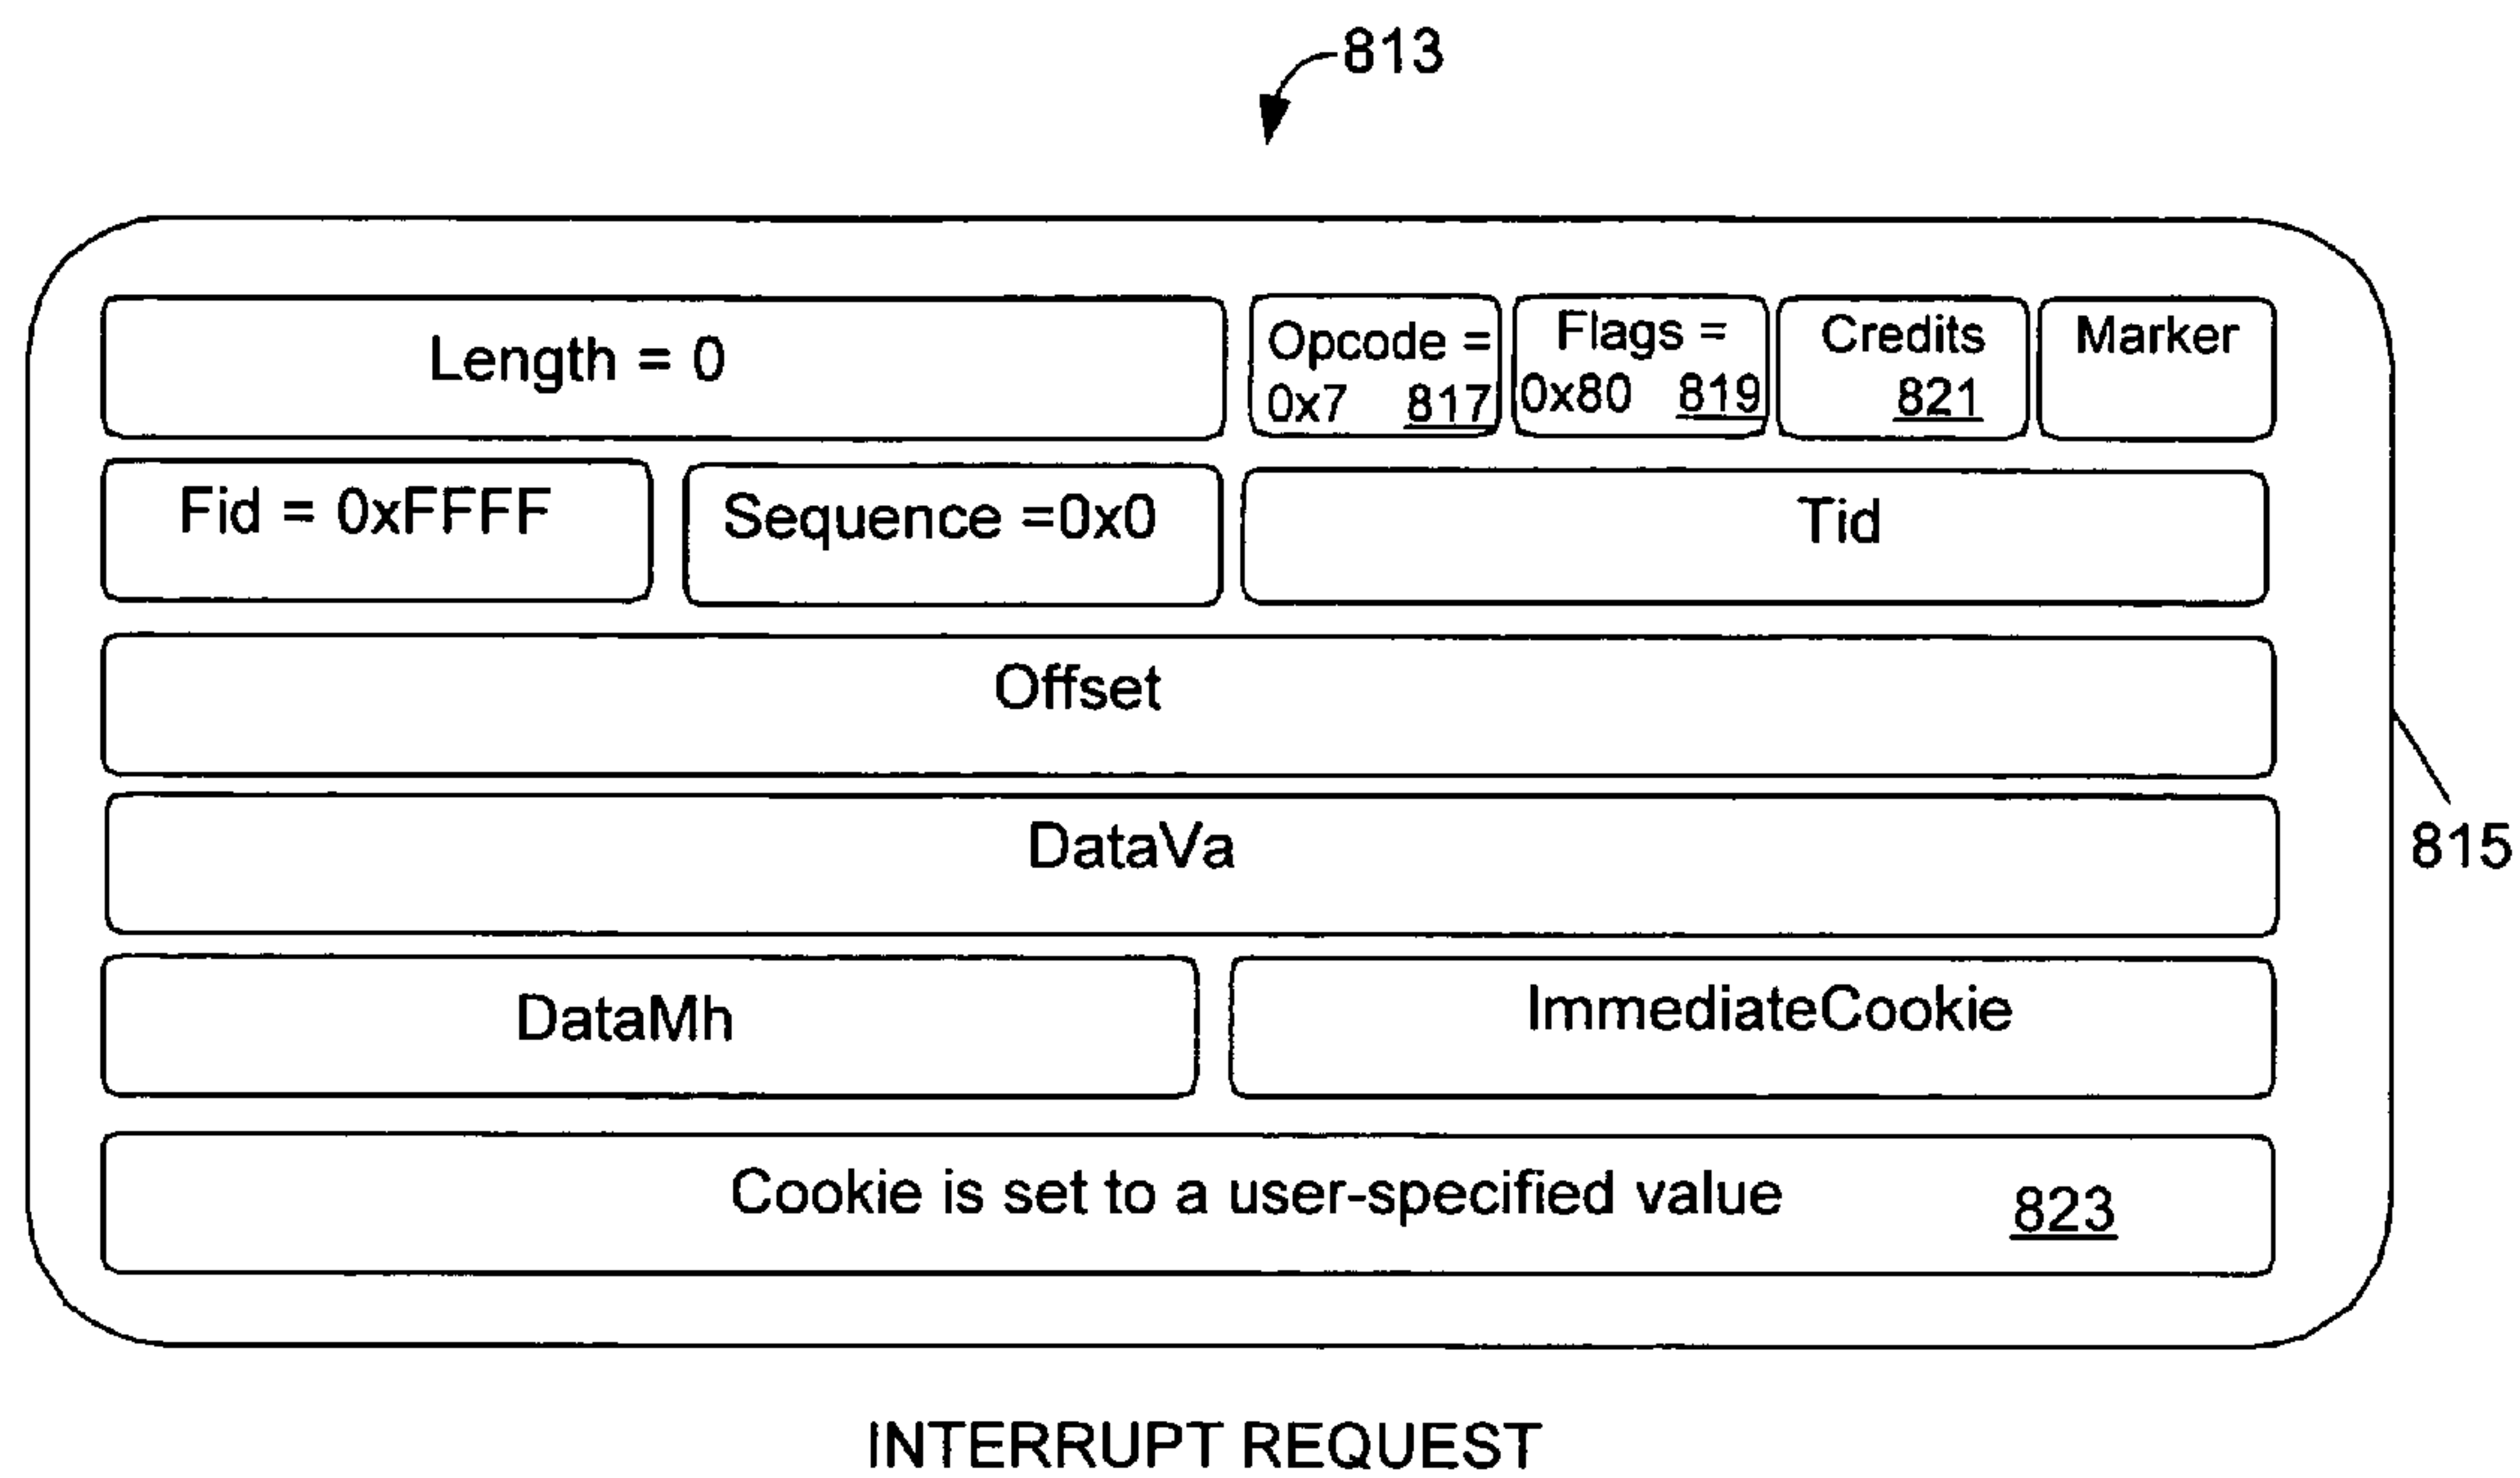 813
Length = 0
Opcode =
0x7 817
Flags =
0x80 819
Credits
821
Marker
Fid = 0xFFFF
Sequence =0x0
Tid
Offset
DataVa
815
DataMh
ImmediateCookie
Cookie is set to a user-specified value 823
INTERRUPT REQUEST